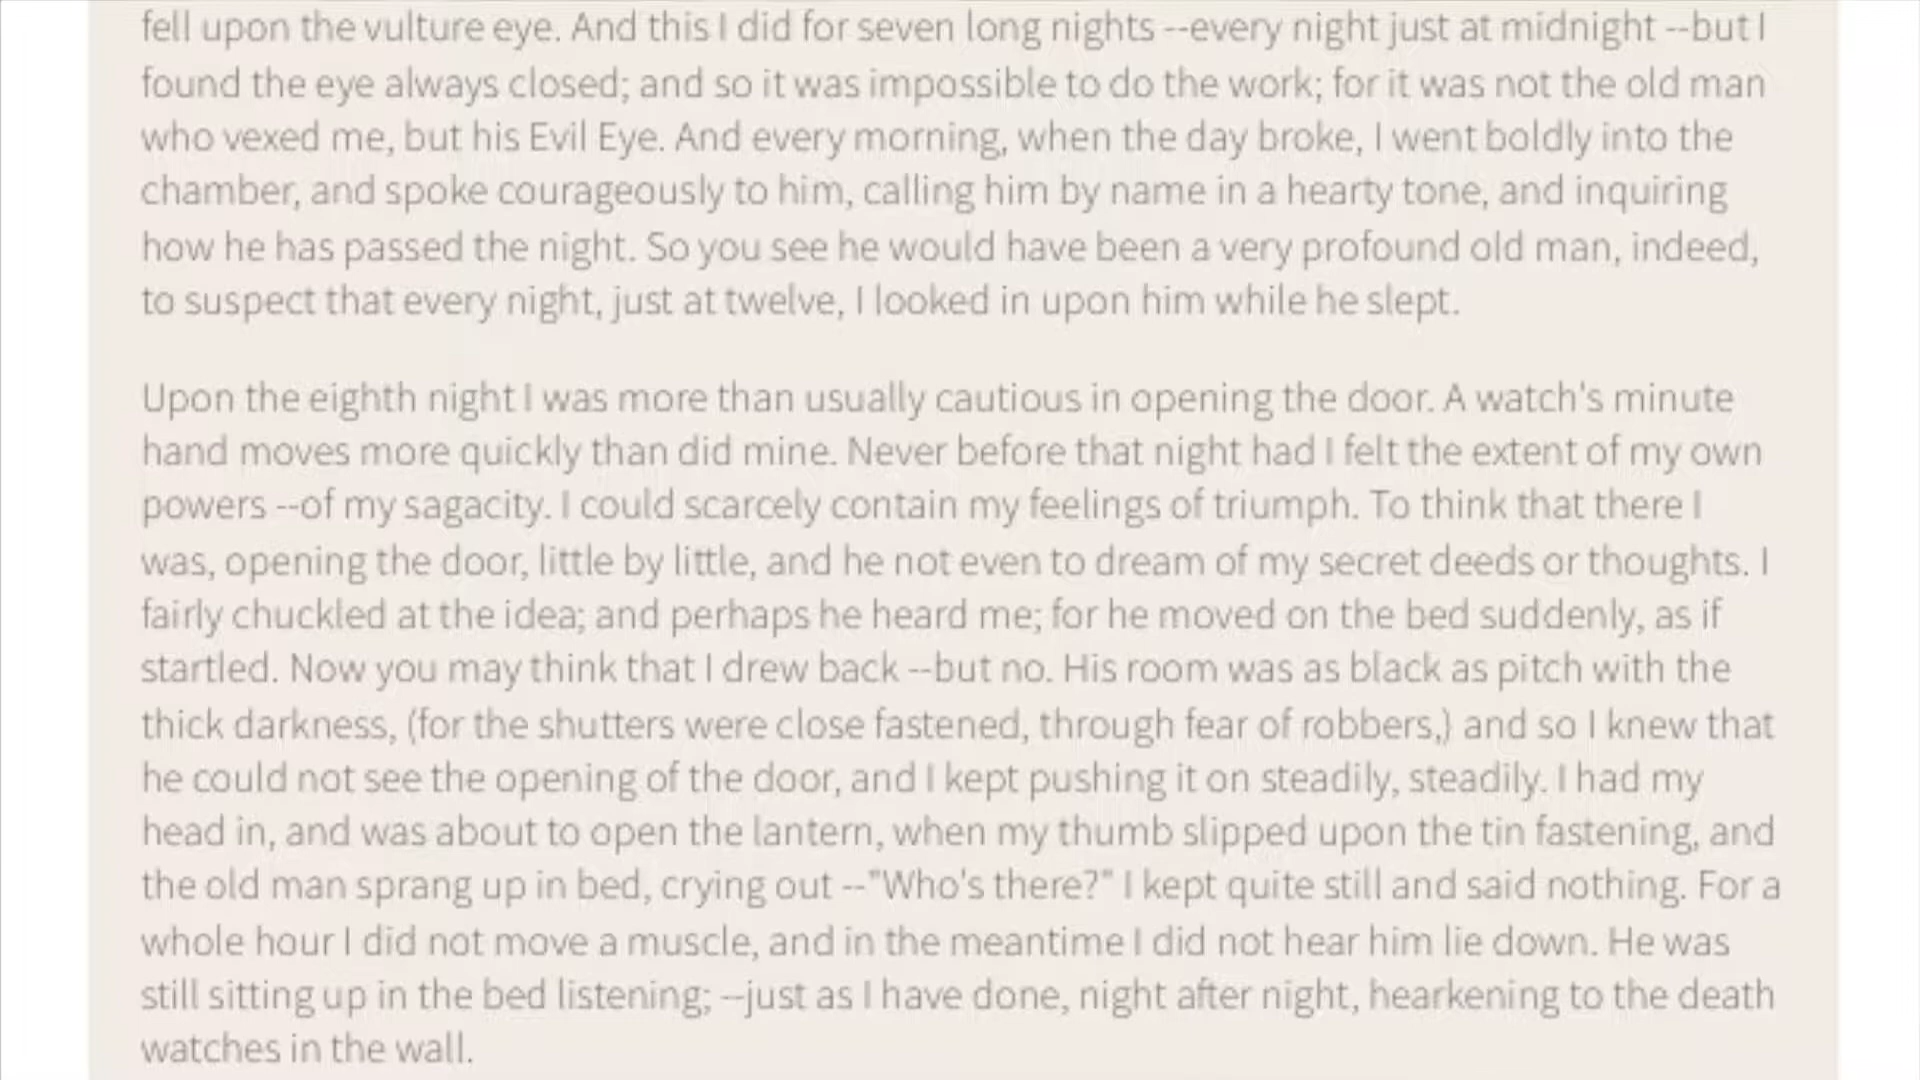 fell upon the vulture eye. And this I did for seven long nights --every night just at midnight --but I
found the eye always closed; and so it was impossible to do the work; for it was not the old man
who vexed me, but his Evil Eye. And every morning, when the day broke, I went boldly into the
chamber, and spoke courageously to him, calling him by name in a hearty tone, and inquiring
how he has passed the night. So you see he would have been a very profound old man, indeed,
to suspect that every night, just at twelve, I looked in upon him while he slept.
Upon the eighth night I was more than usually cautious in opening the door. A watch's minute
hand moves more quickly than did mine. Never before that night had I felt the extent of my own
powers --of my sagacity. I could scarcely contain my feelings of triumph. To think that there I
was, opening the door, little by little, and he not even to dream of my secret deeds or thoughts. I
fairly chuckled at the idea; and perhaps he heard me; for he moved on the bed suddenly, as if
startled. Now you may think that I drew back --but no. His room was as black as pitch with the
thick darkness, (for the shutters were close fastened, through fear of robbers,) and so I knew that
he could not see the opening of the door, and I kept pushing it on steadily, steadily. I had my
head in, and was about to open the lantern, when my thumb slipped upon the tin fastening, and
the old man sprang up in bed, crying out --"Who's there?" I kept quite still and said nothing. For a
whole hour I did not move a muscle, and in the meantime I did not hear him lie down. He was
still sitting up in the bed listening; --just as I have done, night after night, hearkening to the death
watches in the wall.